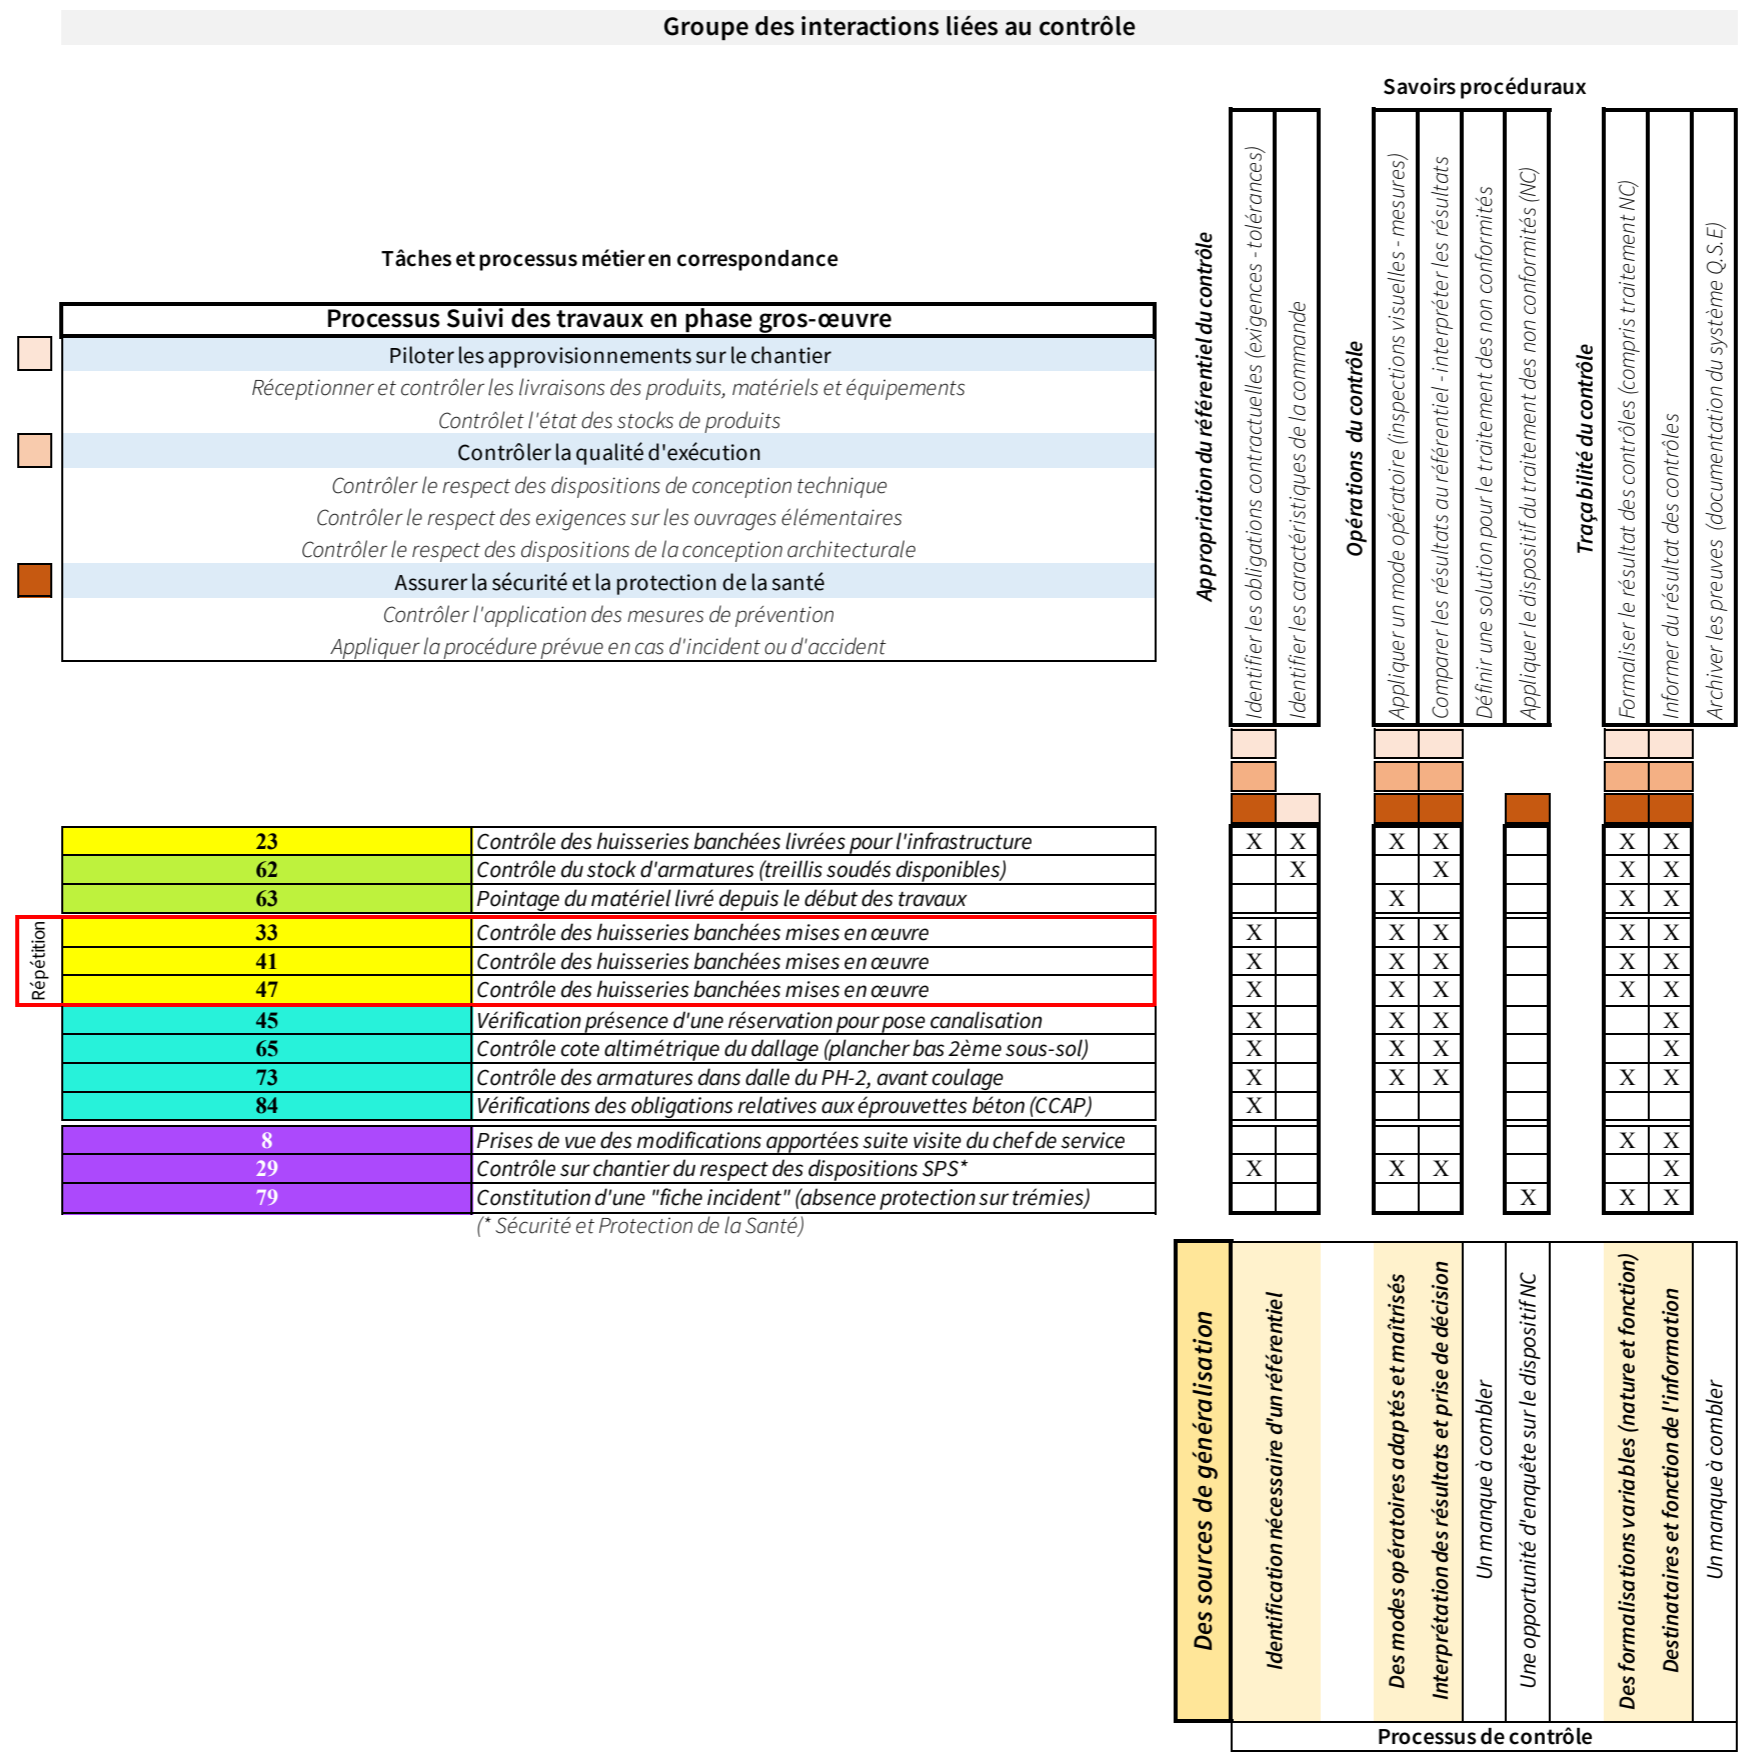 Groupe des interactions liées au contrôle
Savoirs procéduraux
Tâches et processus métier en correspondance
Processus Suivi des travaux en phase gros-œuvre
Piloter les approvisionnements sur le chantier
Réceptionner et contrôler les livraisons des produits, matériels et équipements
Contrôlet l'état des stocks de produits
Contrôler la qualité d'exécution
Contrôler le respect des dispositions de conception technique
Contrôler le respect des exigences sur les ouvrages élémentaires
Contrôler le respect des dispositions de la conception architecturale
Assurer la sécurité et la protection de la santé
Contrôler l'application des mesures de prévention
Appliquer la procédure prévue en cas d'incident ou d'accident
Appropriation du référentiel du contrôle
Identifier les obligations contractuelles (exigences - tolérances)
Identifier les caractéristiques de la commande
Opérations du contrôle
Appliquer un mode opératoire (inspections visuelles - mesures)
Comparer les résultats au référentiel - interpréter les résultats
Définir une solution pour le traitement des non conformités
Appliquer le dispositif du traitement des non conformités (NC)
Traçabilité du contrôle
Formaliser le résultat des contrôles (compris traitement NC)
Informer du résultat des contrôles
Archiver les preuves (documentation du système Q.S.E)
23 Contrôle des huisseries banchées livrées pour l'infrastructure X X X X X X
62 Contrôle du stock d'armatures (treillis soudés disponibles) X X X X
63 Pointage du matériel livré depuis le début des travaux X X X
Répétition
33 Contrôle des huisseries banchées mises en œuvre X X X X X
41 Contrôle des huisseries banchées mises en œuvre X X X X X
47 Contrôle des huisseries banchées mises en œuvre X X X X X
45 Vérification présence d'une réservation pour pose canalisation X X X X
65 Contrôle cote altimétrique du dallage (plancher bas 2ème sous-sol) X X X X
73 Contrôle des armatures dans dalle du PH-2, avant coulage X X X X X
84 Vérifications des obligations relatives aux éprouvettes béton (CCAP) X
8 Prises de vue des modifications apportées suite visite du chef de service X X
29 Contrôle sur chantier du respect des dispositions SPS* X X X X
79 Constitution d'une "fiche incident" (absence protection sur trémies) X X X
(* Sécurité et Protection de la Santé)
Des sources de généralisation
Identification nécessaire d'un référentiel
Des modes opératoires adaptés et maîtrisés
Interprétation des résultats et prise de décision
Un manque à combler
Une opportunité d'enquête sur le dispositif NC
Des formalisations variables (nature et fonction)
Destinataires et fonction de l'information
Un manque à combler
Processus de contrôle